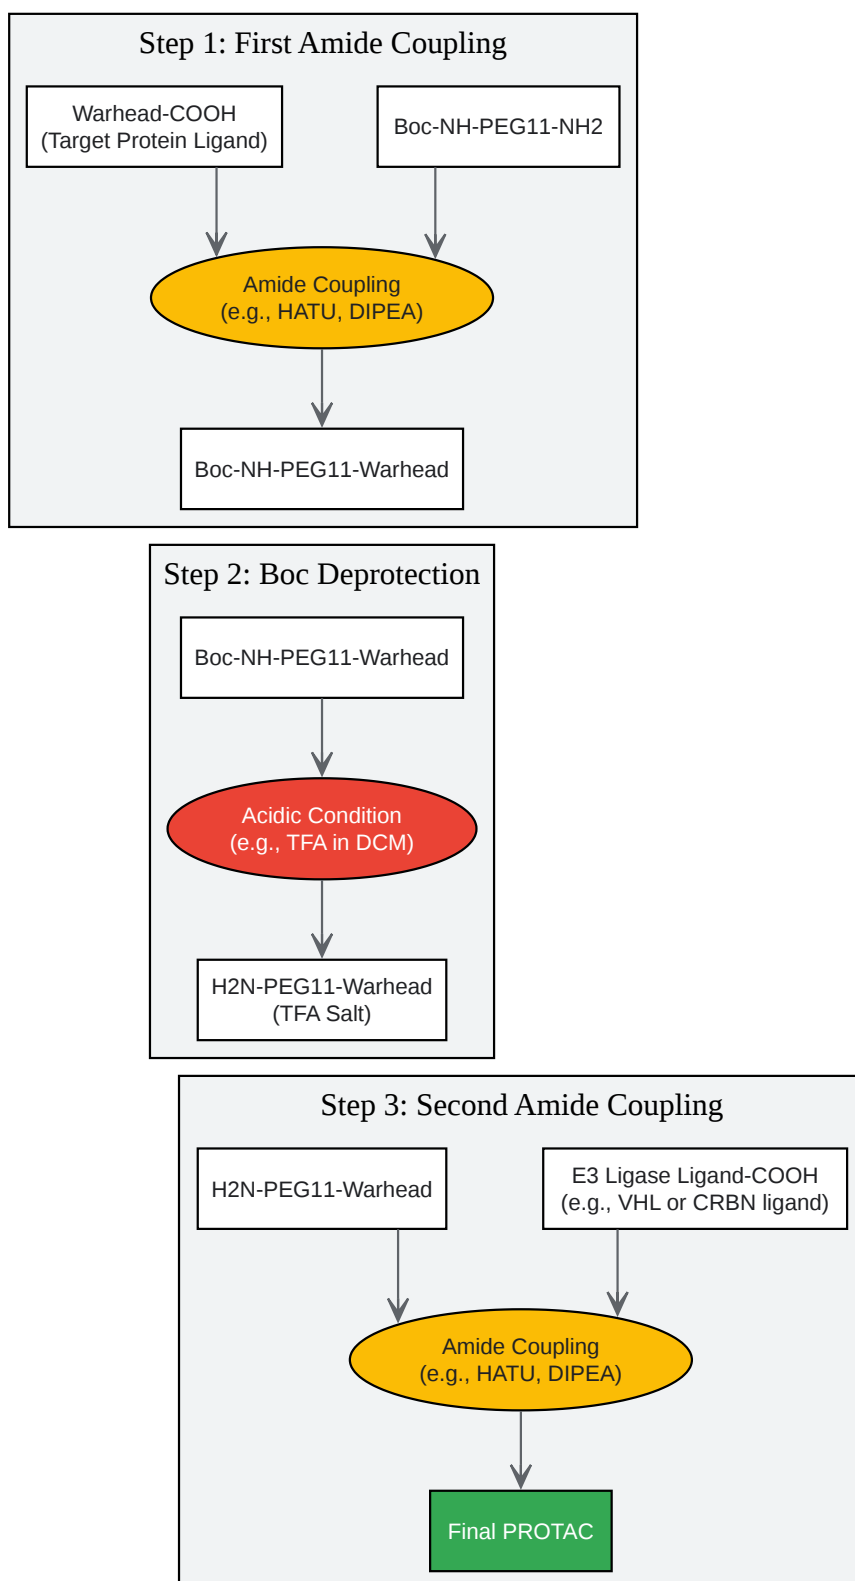 Step 1: First Amide Coupling
Warhead-COOH
(Target Protein Ligand)
Boc-NH-PEG11-NH2
Amide Coupling
(e.g., HATU, DIPEA)
Boc-NH-PEG11-Warhead
Step 2: Boc Deprotection
Boc-NH-PEG11-Warhead
Acidic Condition
(e.g., TFA in DCM)
H2N-PEG11-Warhead
(TFA Salt)
Step 3: Second Amide Coupling
H2N-PEG11-Warhead
E3 Ligase Ligand-COOH
(e.g., VHL or CRBN ligand)
Amide Coupling
(e.g., HATU, DIPEA)
Final PROTAC